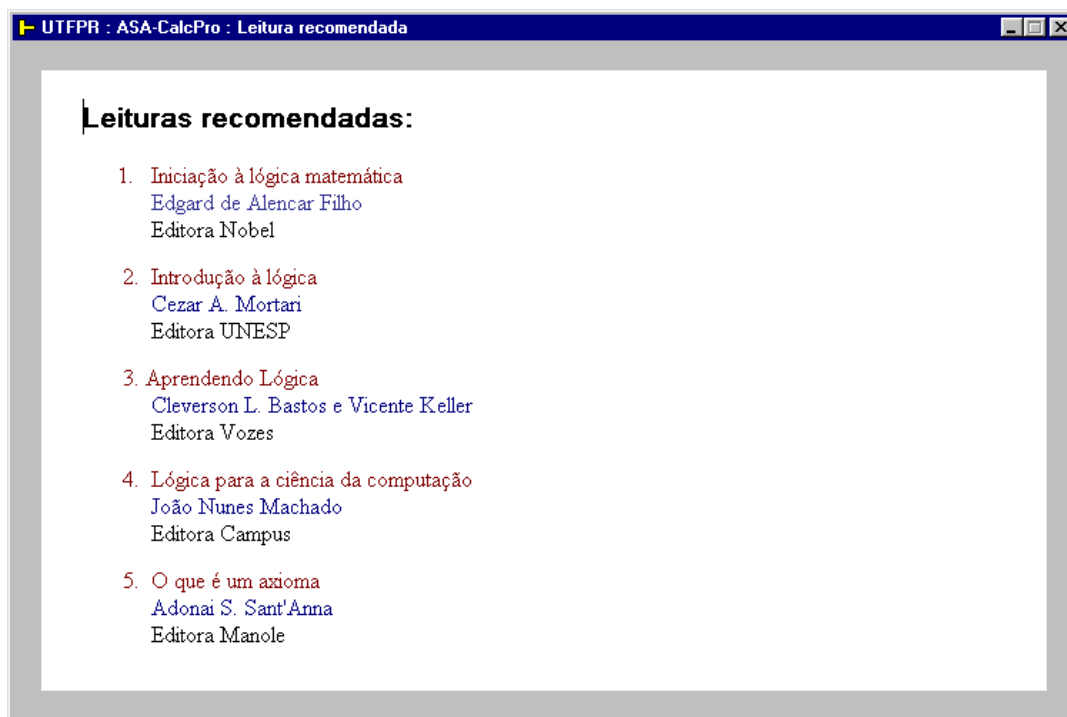 UTFPR : ASA-CalcPro : Leitura recomendada
Leituras recomendadas:
1. Iniciação à lógica matemática
Edgard de Alencar Filho
Editora Nobel
2. Introdução à lógica
Cezar A. Mortari
Editora UNESP
3. Aprendendo Lógica
Cleverson L. Bastos e Vicente Keller
Editora Vozes
4. Lógica para a ciência da computação
João Nunes Machado
Editora Campus
5. O que é um axioma
Adonai S. Sant'Anna
Editora Manole